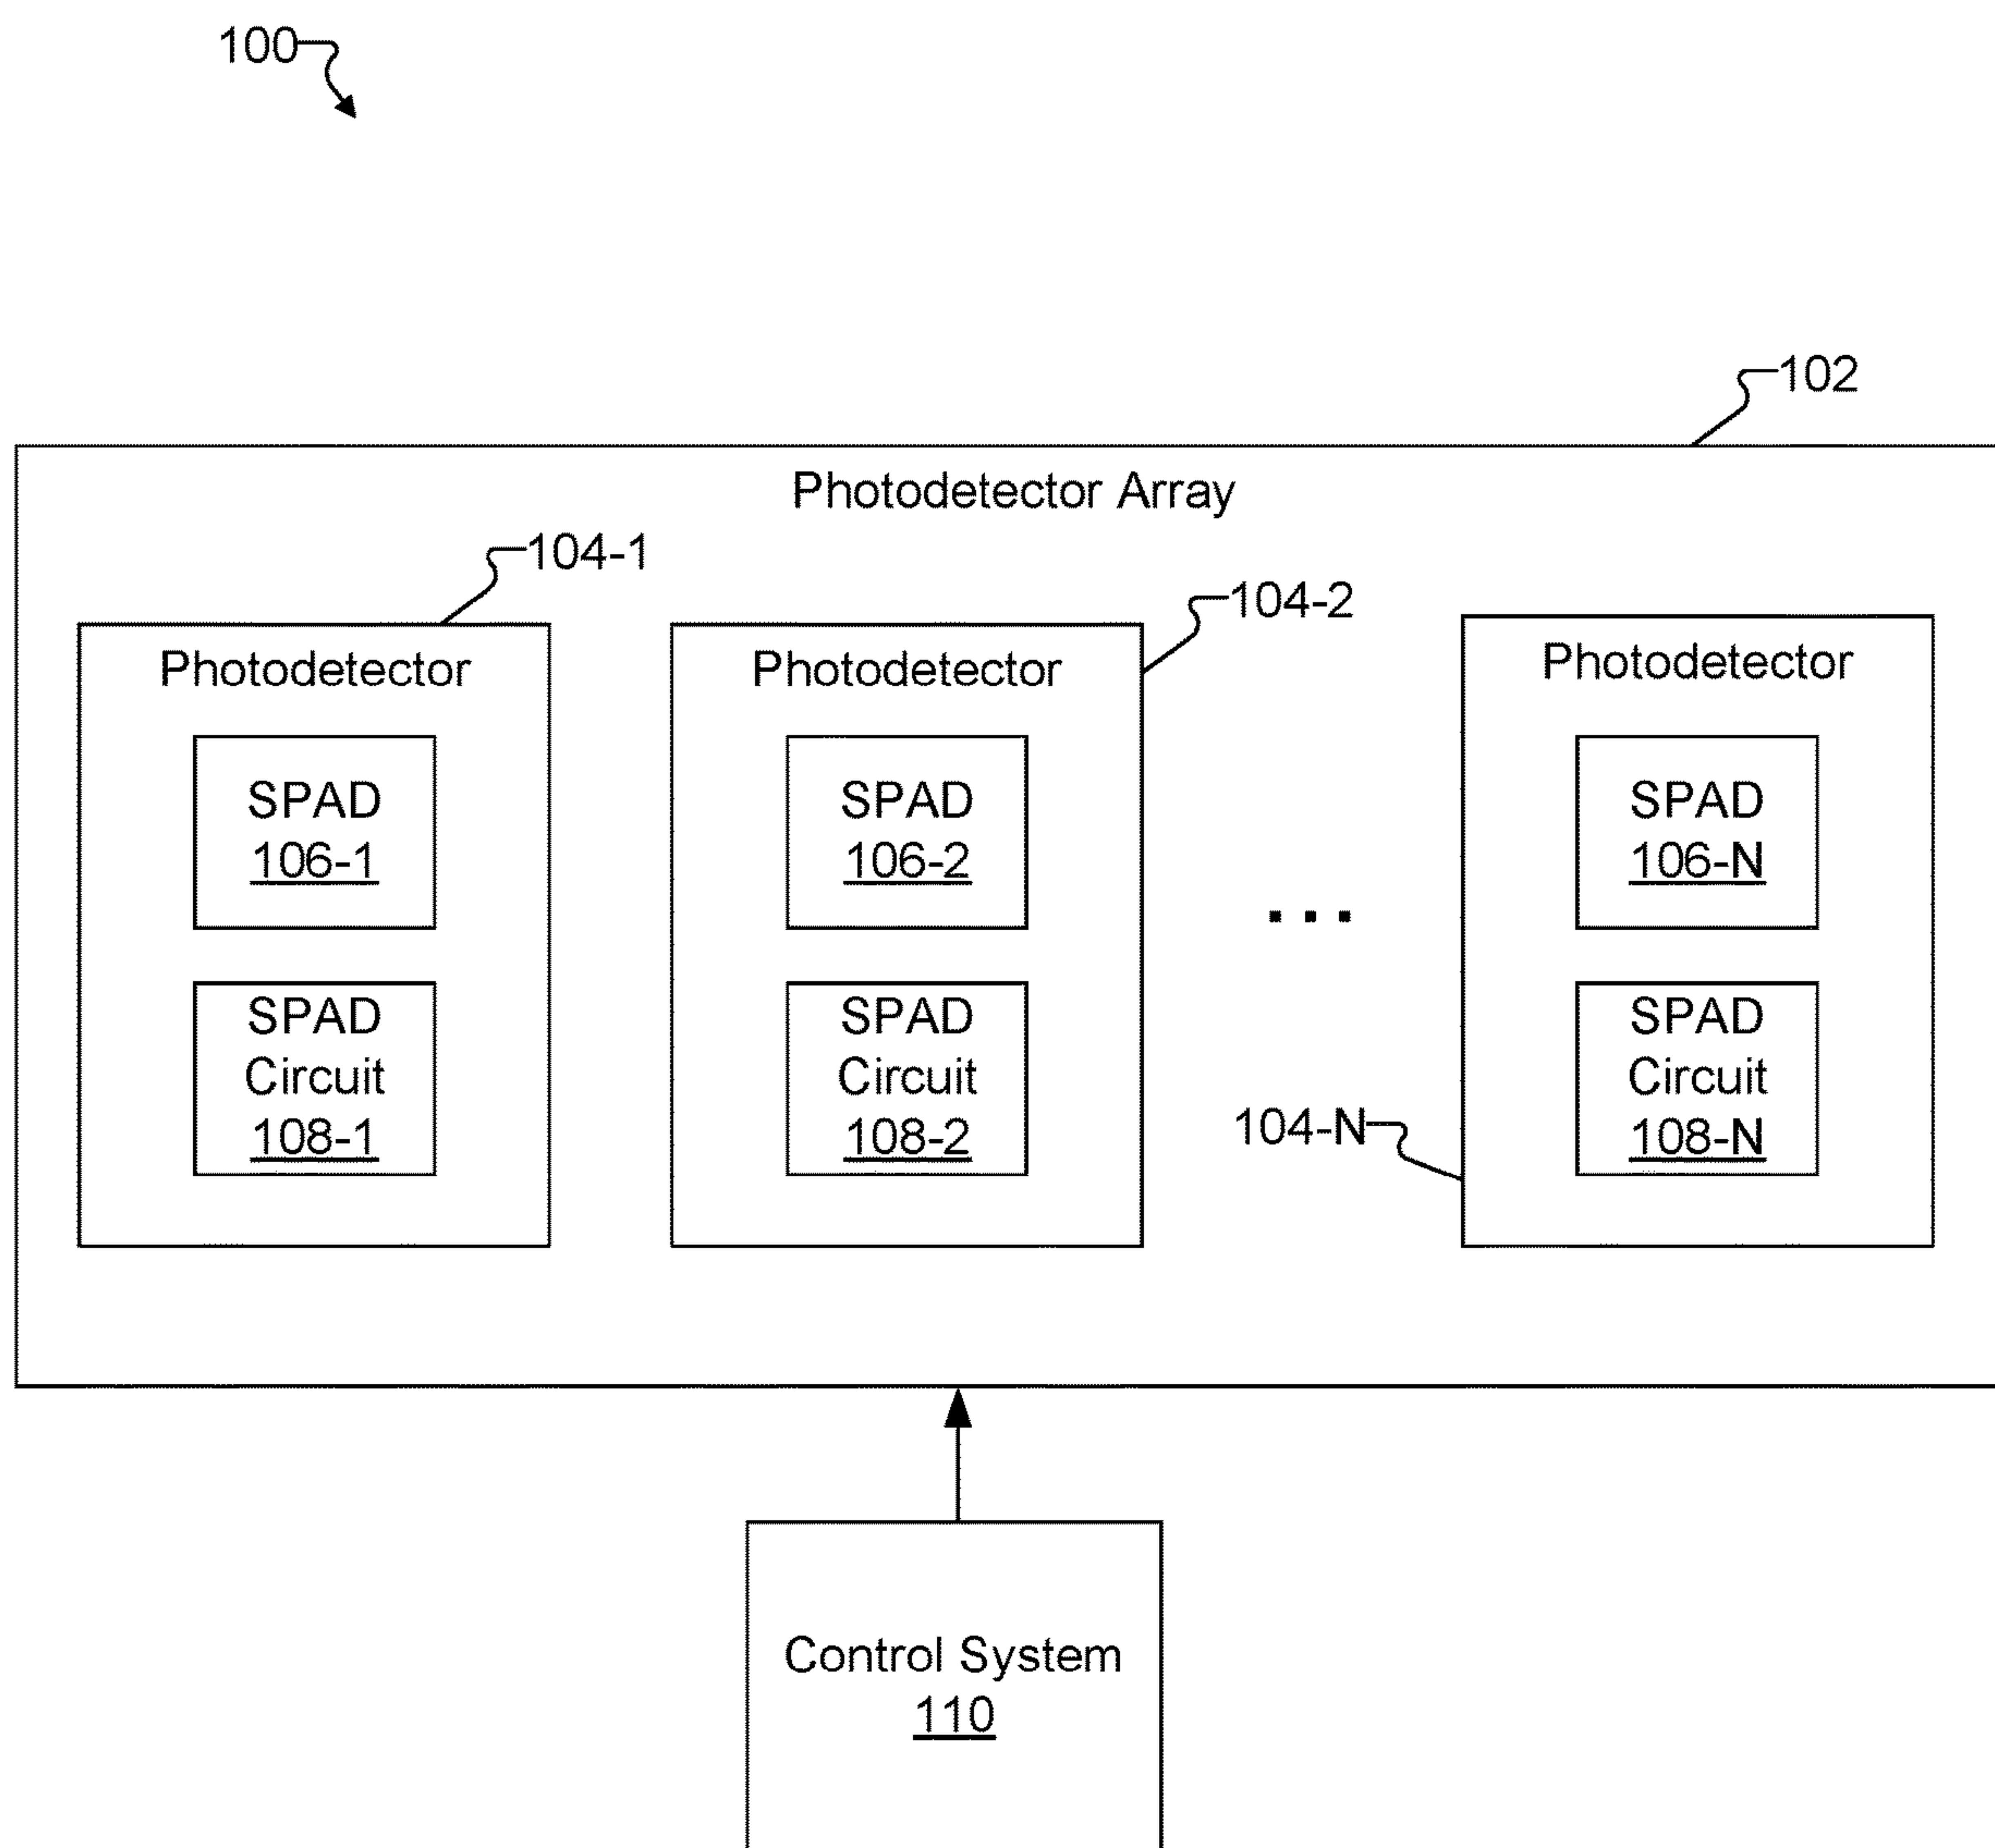 100
102
Photodetector Array
104-1
104-2
Photodetector
Photodetector
Photodetector
SPAD
106-1
SPAD
106-2
SPAD
106-N
...
SPAD
Circuit
108-1
SPAD
Circuit
108-2
104-N
SPAD
Circuit
108-N
Control System
110